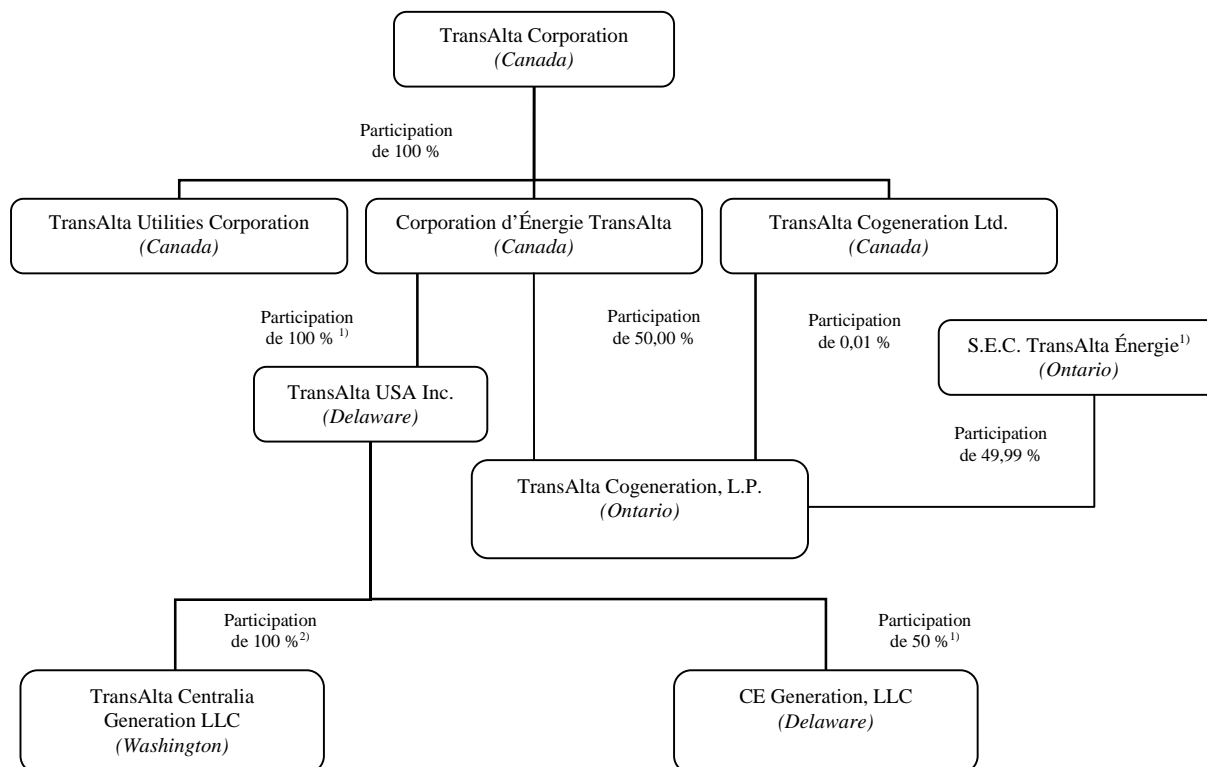 TransAlta Corporation
(Canada)
Participation
de 100 %
TransAlta Utilities Corporation
(Canada)
Corporation d’Énergie TransAlta
(Canada)
TransAlta Cogeneration Ltd.
(Canada)
Participation
de 100 % 1)
Participation
de 50,00 %
Participation
de 0,01 %
S.E.C. TransAlta Énergie1)
(Ontario)
TransAlta USA Inc.
(Delaware)
Participation
de 49,99 %
TransAlta Cogeneration, L.P.
(Ontario)
Participation
de 100 %2)
Participation
de 50 %1)
TransAlta Centralia
Generation LLC
(Washington)
CE Generation, LLC
(Delaware)